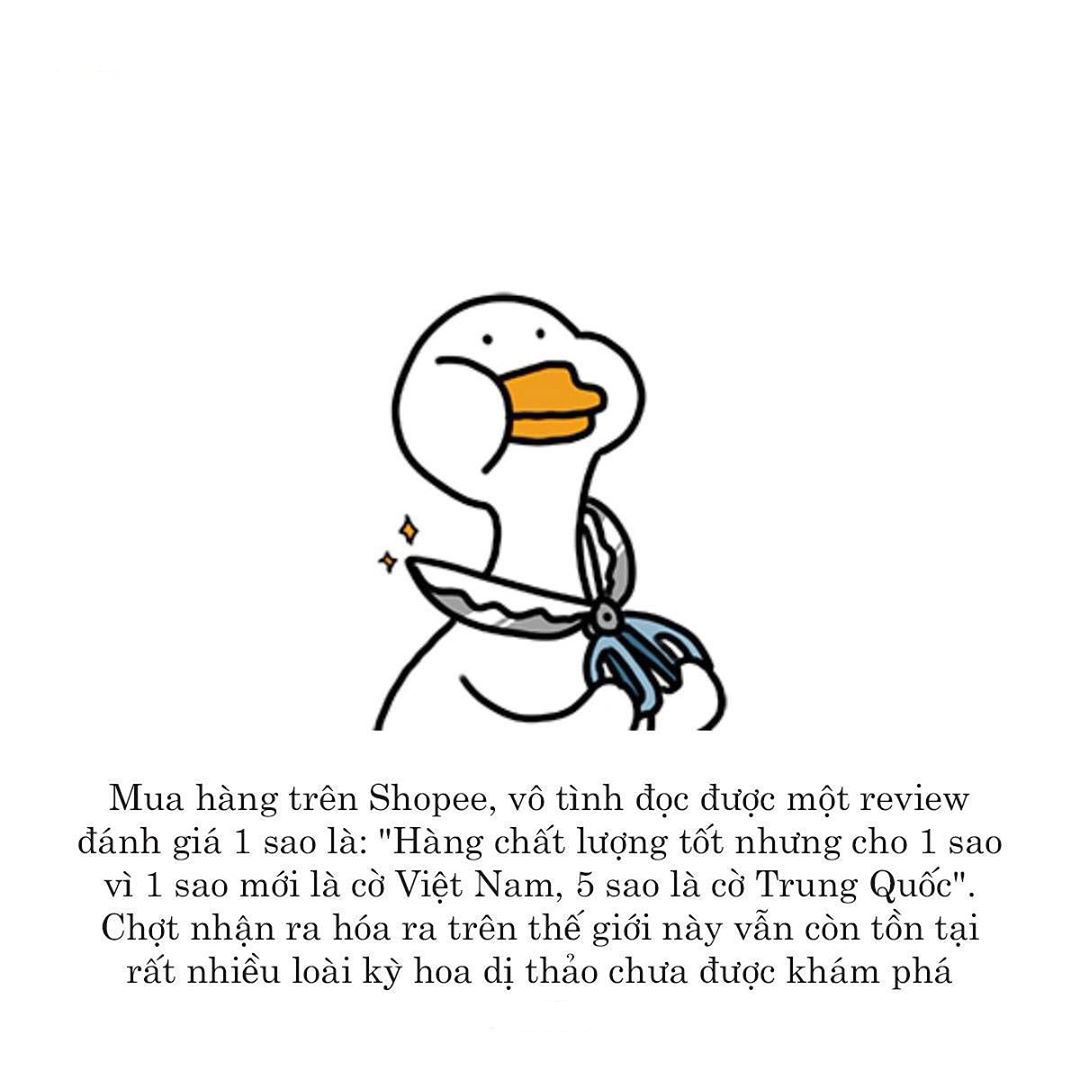 Mua hàng trên Shopee, vô tình đọc được một review
đánh giá 1 sao là: "Hàng chất lượng tốt nhưng cho 1 sao
vì 1 sao mới là cờ Việt Nam, 5 sao là cờ Trung Quốc".
Chợt nhận ra hóa ra trên thế giới này vẫn còn tồn tại
rất nhiều loài kỳ hoa dị thảo chưa được khám phá